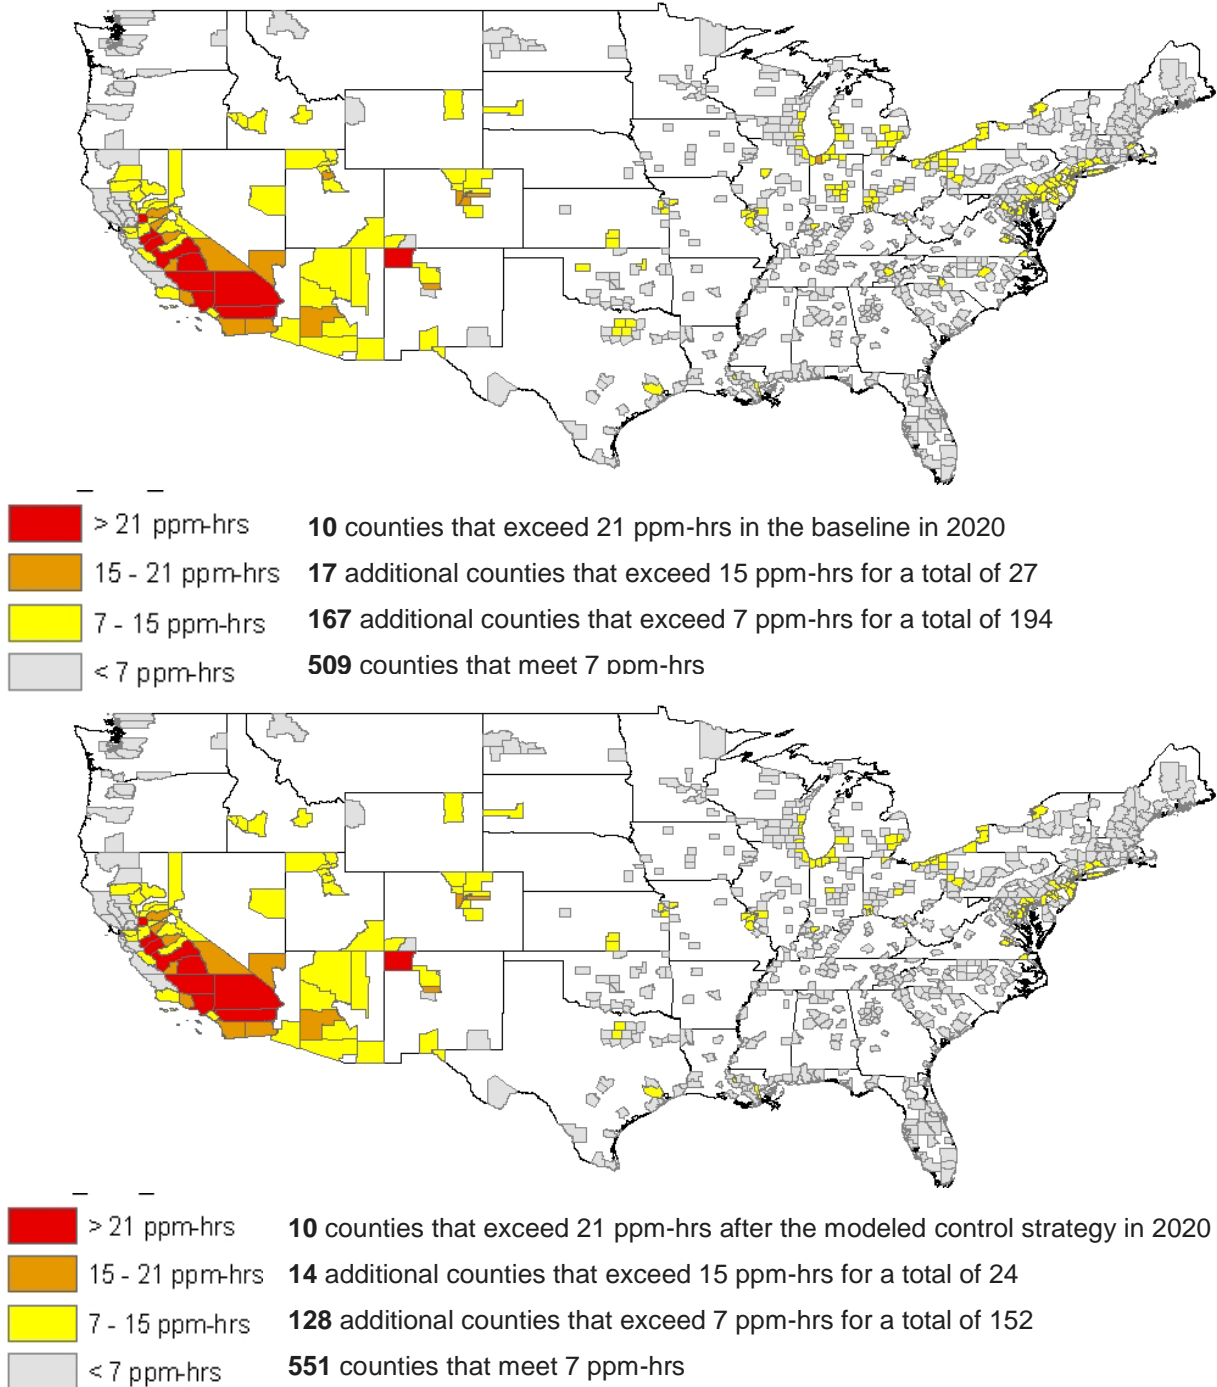 > 21 ppm-hrs 10 counties that exceed 21 ppm-hrs in the baseline in 2020
15 - 21 ppm-hrs 17 additional counties that exceed 15 ppm-hrs for a total of 27
7 - 15 ppm-hrs 167 additional counties that exceed 7 ppm-hrs for a total of 194
< 7 ppm-hrs 509 counties that meet 7 ppm-hrs
> 21 ppm-hrs 10 counties that exceed 21 ppm-hrs after the modeled control strategy in 2020
15 - 21 ppm-hrs 14 additional counties that exceed 15 ppm-hrs for a total of 24
7 - 15 ppm-hrs 128 additional counties that exceed 7 ppm-hrs for a total of 152
< 7 ppm-hrs 551 counties that meet 7 ppm-hrs